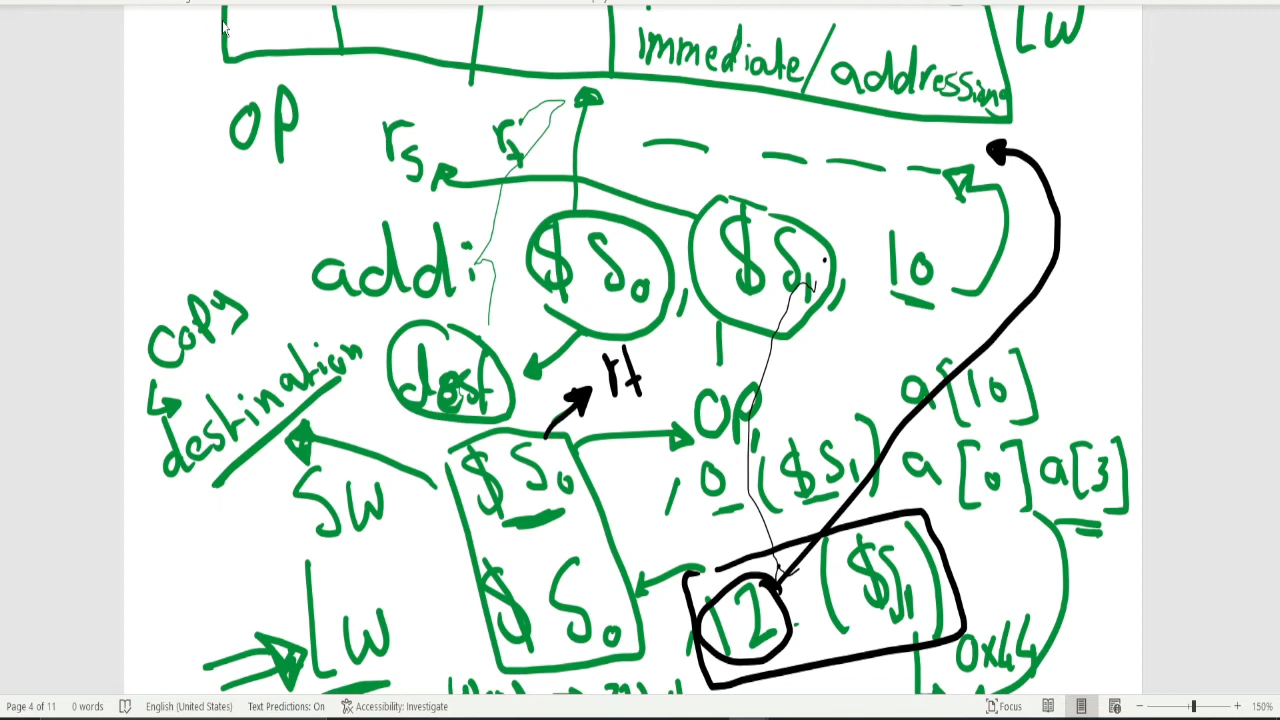 LW
immediate/addressing
OP
rs
rt
addi $S0, $S1, 10
Copy
destination
dest
rt
OP
a[10]
SW $S0, 0($S1)
a[0] a[3]
LW $S0, 12($S1)
0x44
Page 4 of 11 0 words English (United States) Text Predictions: On Accessibility: Investigate Focus 150%